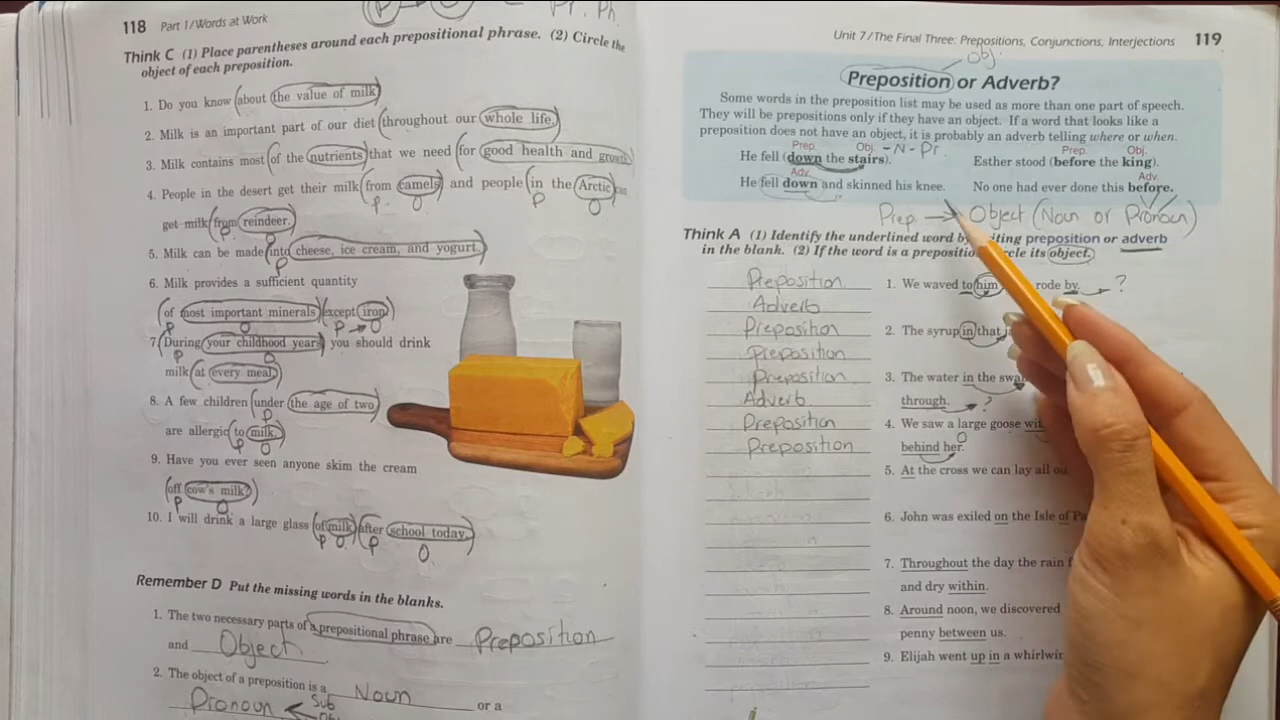 118 Part 1/Words at Work
Pr. Ph.
Think C (1) Place parentheses around each prepositional phrase. (2) Circle the
object of each preposition.
1. Do you know (about the value of milk)
2. Milk is an important part of our diet (throughout our whole life.)
3. Milk contains most (of the nutrients) that we need (for good health and growth)
4. People in the desert get their milk (from camels) and people (in the Arctic) can
P. O P O
get milk (from reindeer.)
5. Milk can be made (into cheese, ice cream, and yogurt.)
P
6. Milk provides a sufficient quantity
(of most important minerals) (except iron)
P O P → O
7. (During your childhood years) you should drink
P O
milk (at every meal)
8. A few children (under the age of two)
P
are allergic (to milk.)
P O
9. Have you ever seen anyone skim the cream
(off cow's milk?)
P O
10. I will drink a large glass (of milk) (after school today.)
P O P O
Remember D Put the missing words in the blanks.
1. The two necessary parts of a prepositional phrase are Preposition
and Object.
2. The object of a preposition is a Noun or a
Pronoun Sub
Unit 7/The Final Three: Prepositions, Conjunctions, Interjections 119
Obj.
Preposition or Adverb?
Some words in the preposition list may be used as more than one part of speech.
They will be prepositions only if they have an object. If a word that looks like a
preposition does not have an object, it is probably an adverb telling where or when.
Prep. Obj. -N-Pr
He fell (down the stairs).
Prep. Obj.
Esther stood (before the king).
Adv.
He fell down and skinned his knee.
Adv.
No one had ever done this before.
Prep. → Object (Noun or Pronoun)
Think A (1) Identify the underlined word by writing preposition or adverb
in the blank. (2) If the word is a preposition circle its object.
Preposition
Adverb
Preposition
Preposition
Preposition
Adverb
Preposition
Preposition
1. We waved to him rode by. ?
2. The syrup in that
3. The water in the
through. ?
4. We saw a large goose
O
behind her.
5. At the cross we can lay all
6. John was exiled on the Isle of
7. Throughout the day the rain
and dry within.
8. Around noon, we discovered
penny between us.
9. Elijah went up in a